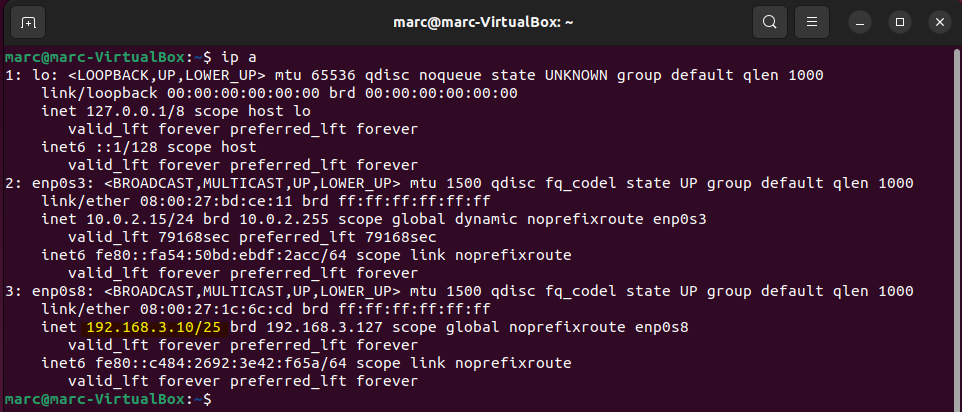 marc@marc-VirtualBox: ~
marc@marc-VirtualBox:~$ ip a
1: lo: <LOOPBACK,UP,LOWER_UP> mtu 65536 qdisc noqueue state UNKNOWN group default qlen 1000
    link/loopback 00:00:00:00:00:00 brd 00:00:00:00:00:00
    inet 127.0.0.1/8 scope host lo
       valid_lft forever preferred_lft forever
    inet6 ::1/128 scope host
       valid_lft forever preferred_lft forever
2: enp0s3: <BROADCAST,MULTICAST,UP,LOWER_UP> mtu 1500 qdisc fq_codel state UP group default qlen 1000
    link/ether 08:00:27:bd:ce:11 brd ff:ff:ff:ff:ff:ff
    inet 10.0.2.15/24 brd 10.0.2.255 scope global dynamic noprefixroute enp0s3
       valid_lft 79168sec preferred_lft 79168sec
    inet6 fe80::fa54:50bd:ebdf:2acc/64 scope link noprefixroute
       valid_lft forever preferred_lft forever
3: enp0s8: <BROADCAST,MULTICAST,UP,LOWER_UP> mtu 1500 qdisc fq_codel state UP group default qlen 1000
    link/ether 08:00:27:1c:6c:cd brd ff:ff:ff:ff:ff:ff
    inet 192.168.3.10/25 brd 192.168.3.127 scope global noprefixroute enp0s8
       valid_lft forever preferred_lft forever
    inet6 fe80::c484:2692:3e42:f65a/64 scope link noprefixroute
       valid_lft forever preferred_lft forever
marc@marc-VirtualBox:~$